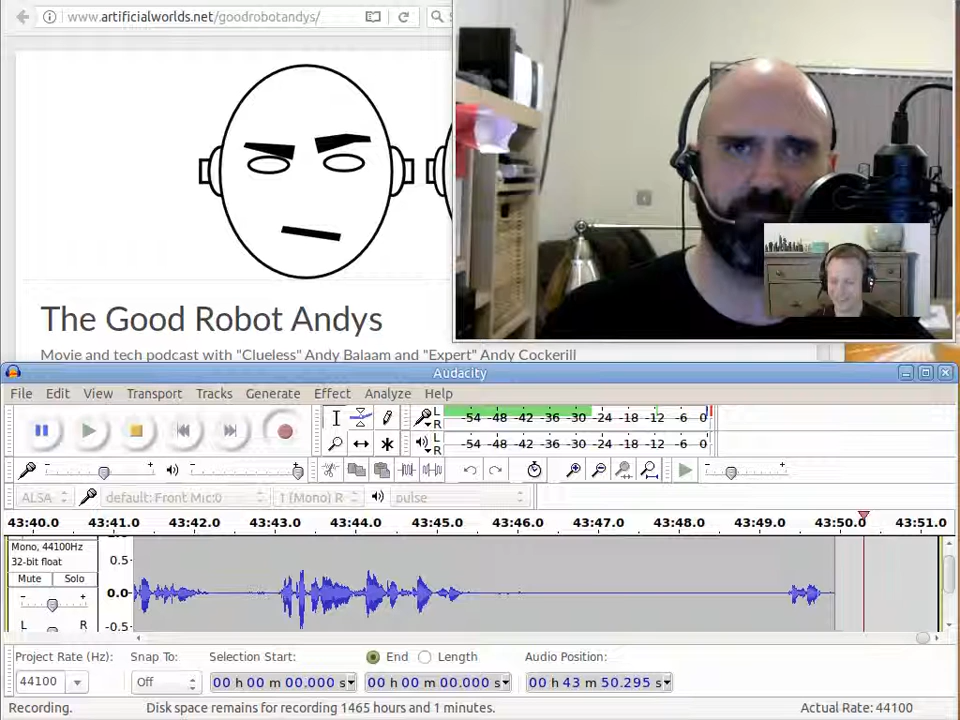 www.artificialworlds.net/goodrobotandys/
The Good Robot Andys
Movie and tech podcast with "Clueless" Andy Balaam and "Expert" Andy Cockerill
Audacity
File Edit View Transport Tracks Generate Effect Analyze Help
L -54 -48 -42 -36 -30 -24 -18 -12 -6 0
R
L -54 -48 -42 -36 -30 -24 -18 -12 -6 0
R
- + - + - +
ALSA default: Front Mic:0 1 (Mono) R pulse
43:40.0 43:41.0 43:42.0 43:43.0 43:44.0 43:45.0 43:46.0 43:47.0 43:48.0 43:49.0 43:50.0 43:51.0
Mono, 44100Hz
32-bit float
Mute Solo
- +
L R
0.5
0.0
-0.5
Project Rate (Hz): Snap To: Selection Start: End Length Audio Position:
44100 Off 00 h 00 m 00.000 s 00 h 00 m 00.000 s 00 h 43 m 50.295 s
Recording. Disk space remains for recording 1465 hours and 1 minutes. Actual Rate: 44100